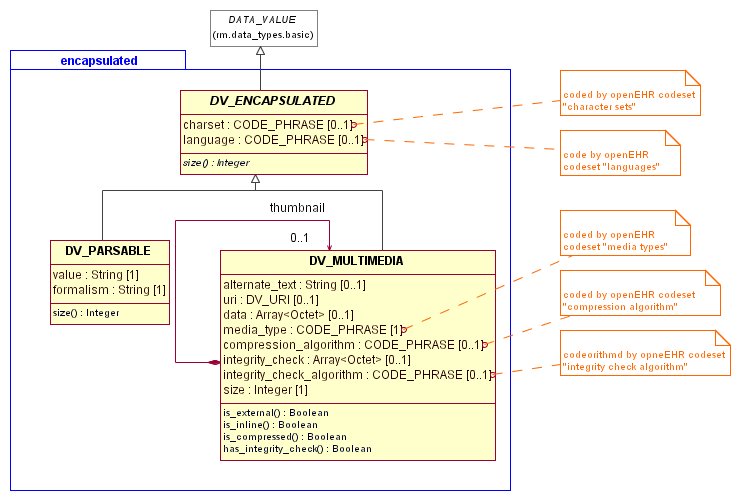 DATA_VALUE
(rm.data_types.basic)
encapsulated
DV_ENCAPSULATED
charset : CODE_PHRASE [0..1]
language : CODE_PHRASE [0..1]
size() : Integer
coded by openEHR codeset
"character sets"
code by openEHR
codeset "languages"
thumbnail
0..1
DV_PARSABLE
value : String [1]
formalism : String [1]
size() : Integer
DV_MULTIMEDIA
alternate_text : String [0..1]
uri : DV_URI [0..1]
data : Array<Octet> [0..1]
media_type : CODE_PHRASE [1]
compression_algorithm : CODE_PHRASE [0..1]
integrity_check : Array<Octet> [0..1]
integrity_check_algorithm : CODE_PHRASE [0..1]
size : Integer [1]
is_external() : Boolean
is_inline() : Boolean
is_compressed() : Boolean
has_integrity_check() : Boolean
coded by openEHR
codeset "media types"
coded by openEHR codeset
"compression algorithm"
codeorithmd by opneEHR codeset
"integrity check algorithm"